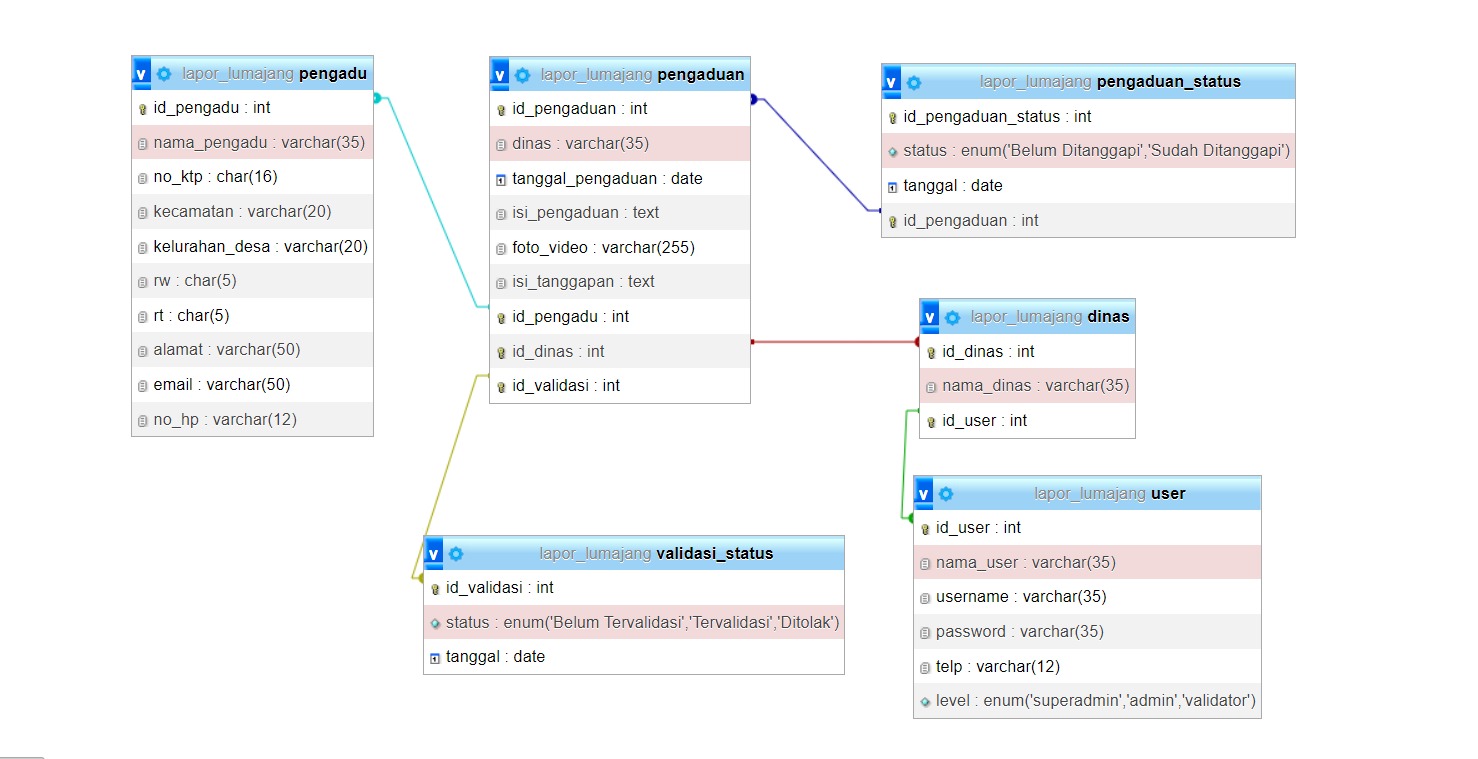 lapor_lumajang pengadu
id_pengadu : int
nama_pengadu : varchar(35)
no_ktp : char(16)
kecamatan : varchar(20)
kelurahan_desa : varchar(20)
rw : char(5)
rt : char(5)
alamat : varchar(50)
email : varchar(50)
no_hp : varchar(12)
lapor_lumajang pengaduan
id_pengaduan : int
dinas : varchar(35)
tanggal_pengaduan : date
isi_pengaduan : text
foto_video : varchar(255)
isi_tanggapan : text
id_pengadu : int
id_dinas : int
id_validasi : int
lapor_lumajang pengaduan_status
id_pengaduan_status : int
status : enum('Belum Ditanggapi','Sudah Ditanggapi')
tanggal : date
id_pengaduan : int
lapor_lumajang dinas
id_dinas : int
nama_dinas : varchar(35)
id_user : int
lapor_lumajang validasi_status
id_validasi : int
status : enum('Belum Tervalidasi','Tervalidasi','Ditolak')
tanggal : date
lapor_lumajang user
id_user : int
nama_user : varchar(35)
username : varchar(35)
password : varchar(35)
telp : varchar(12)
level : enum('superadmin','admin','validator')